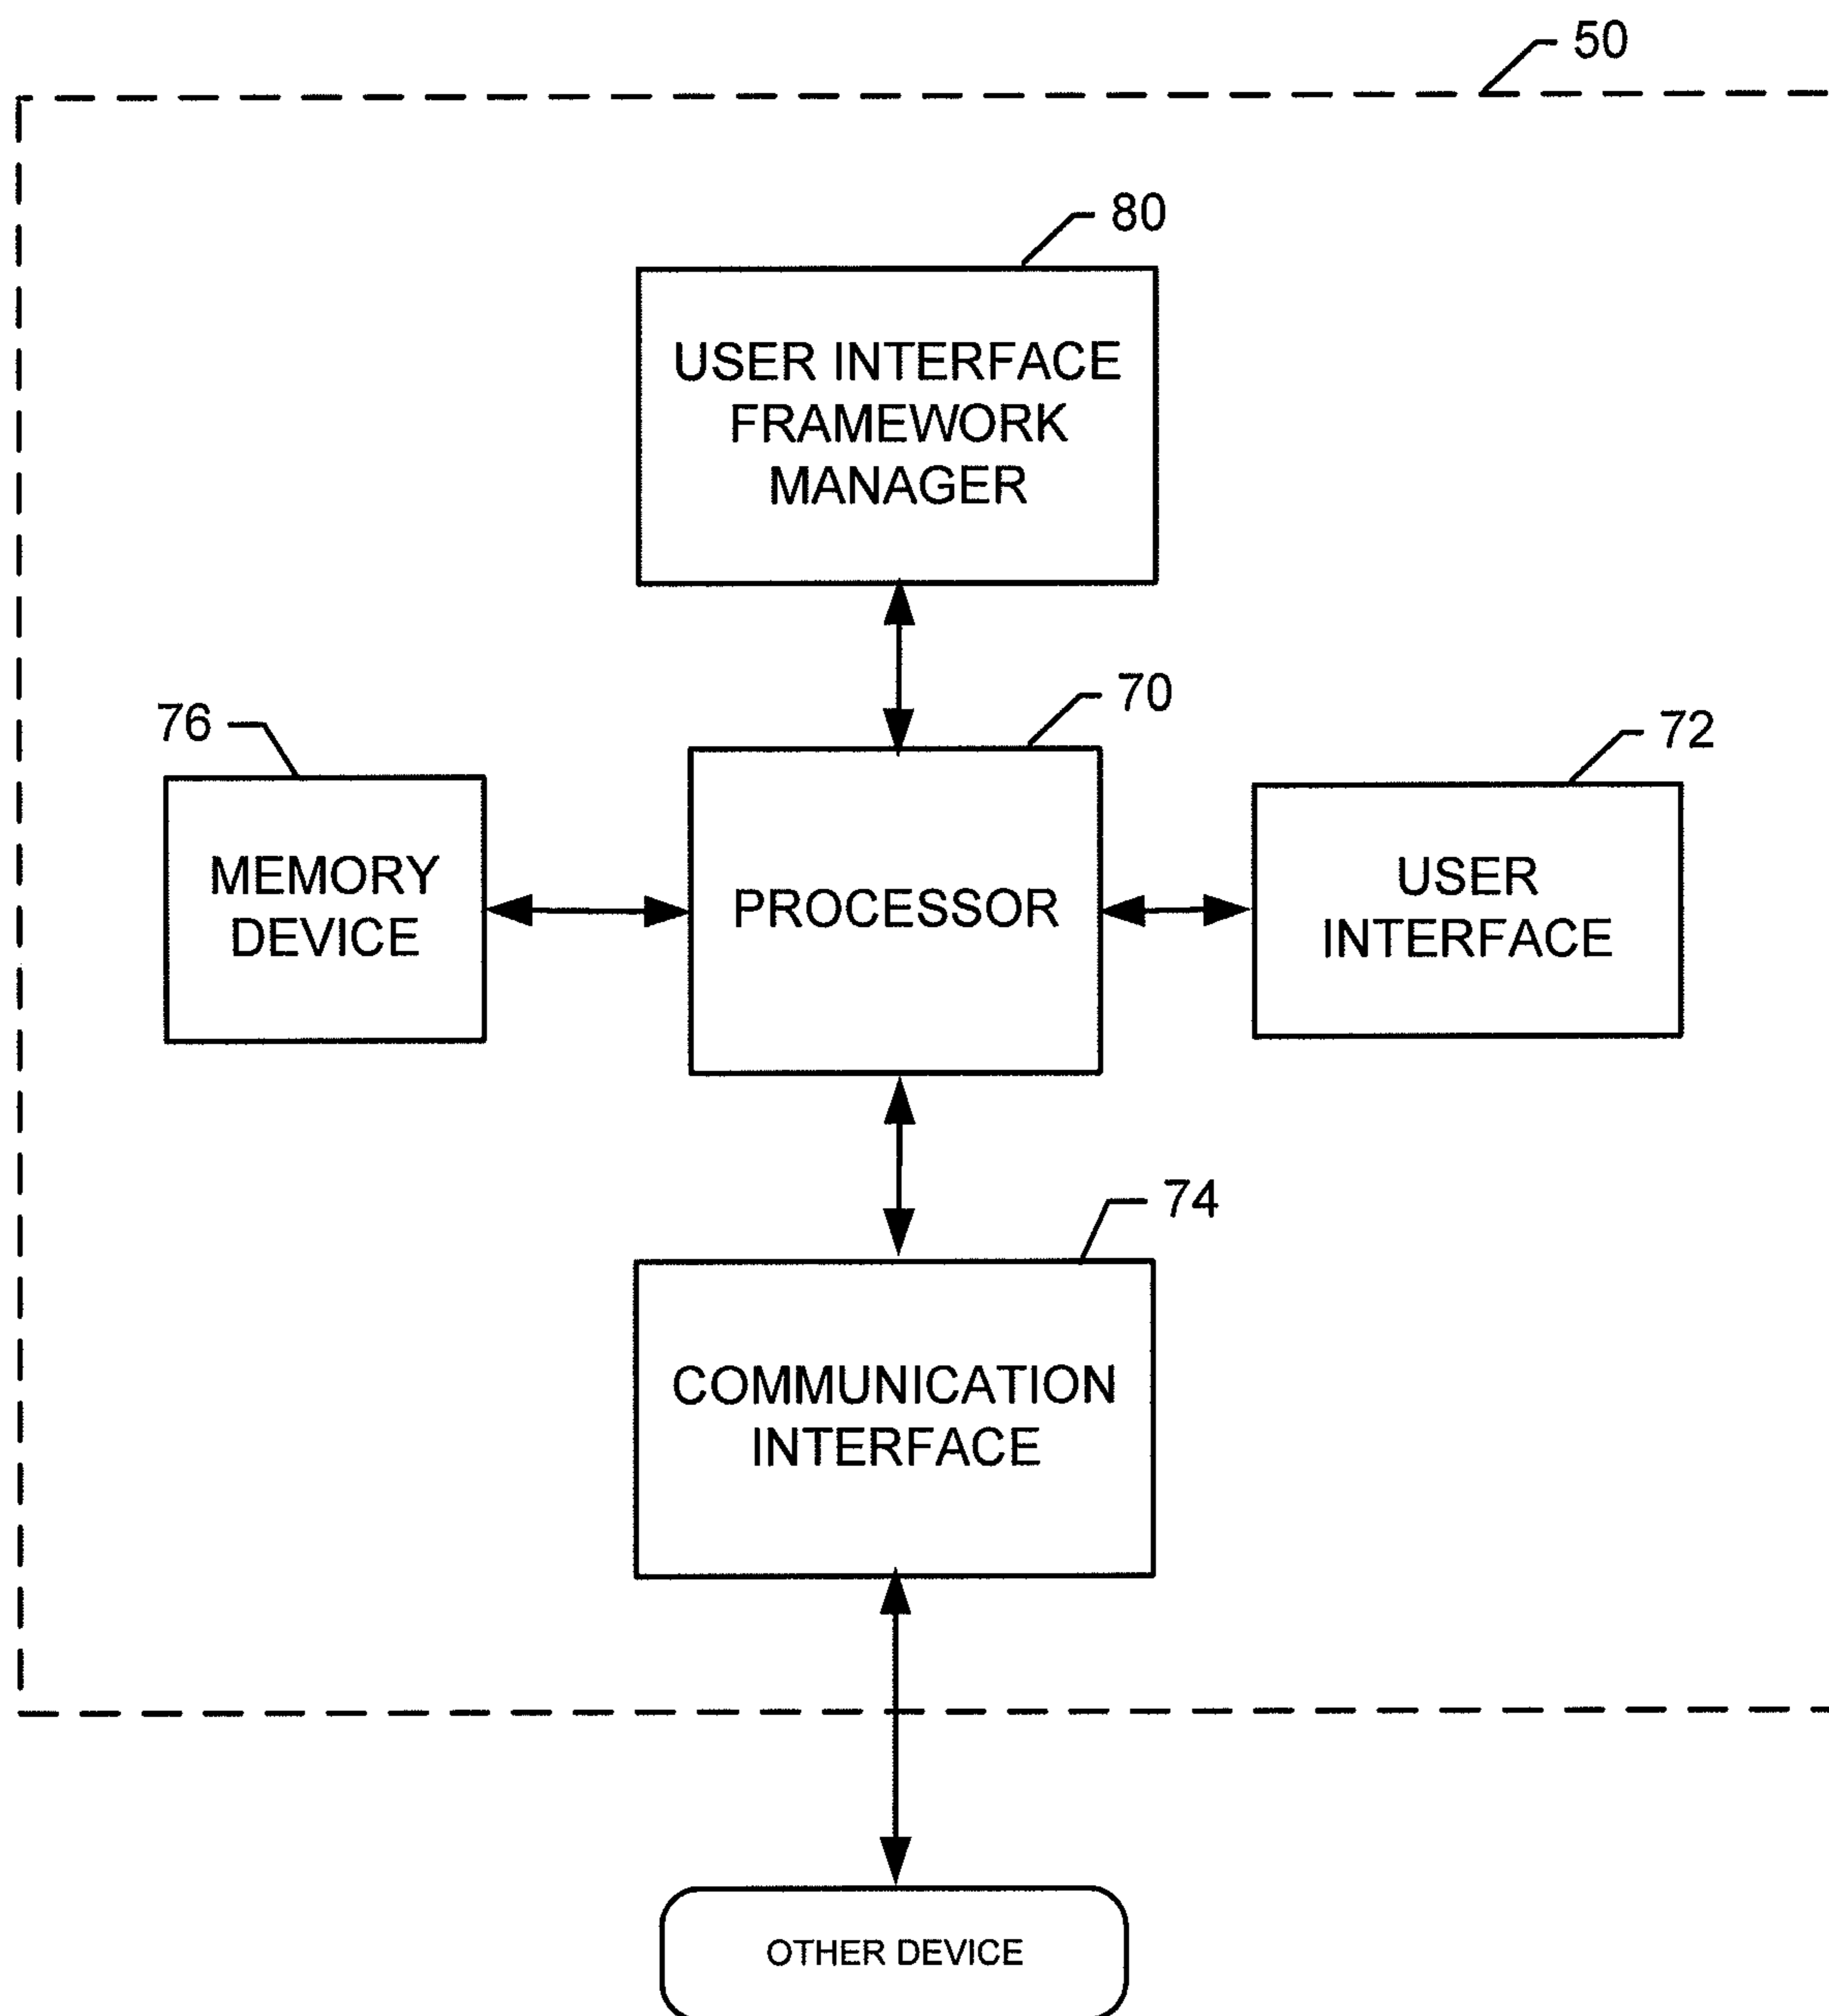 50
80
USER INTERFACE
FRAMEWORK
MANAGER
70
76
72
MEMORY
DEVICE
PROCESSOR
USER
INTERFACE
74
COMMUNICATION
INTERFACE
OTHER DEVICE